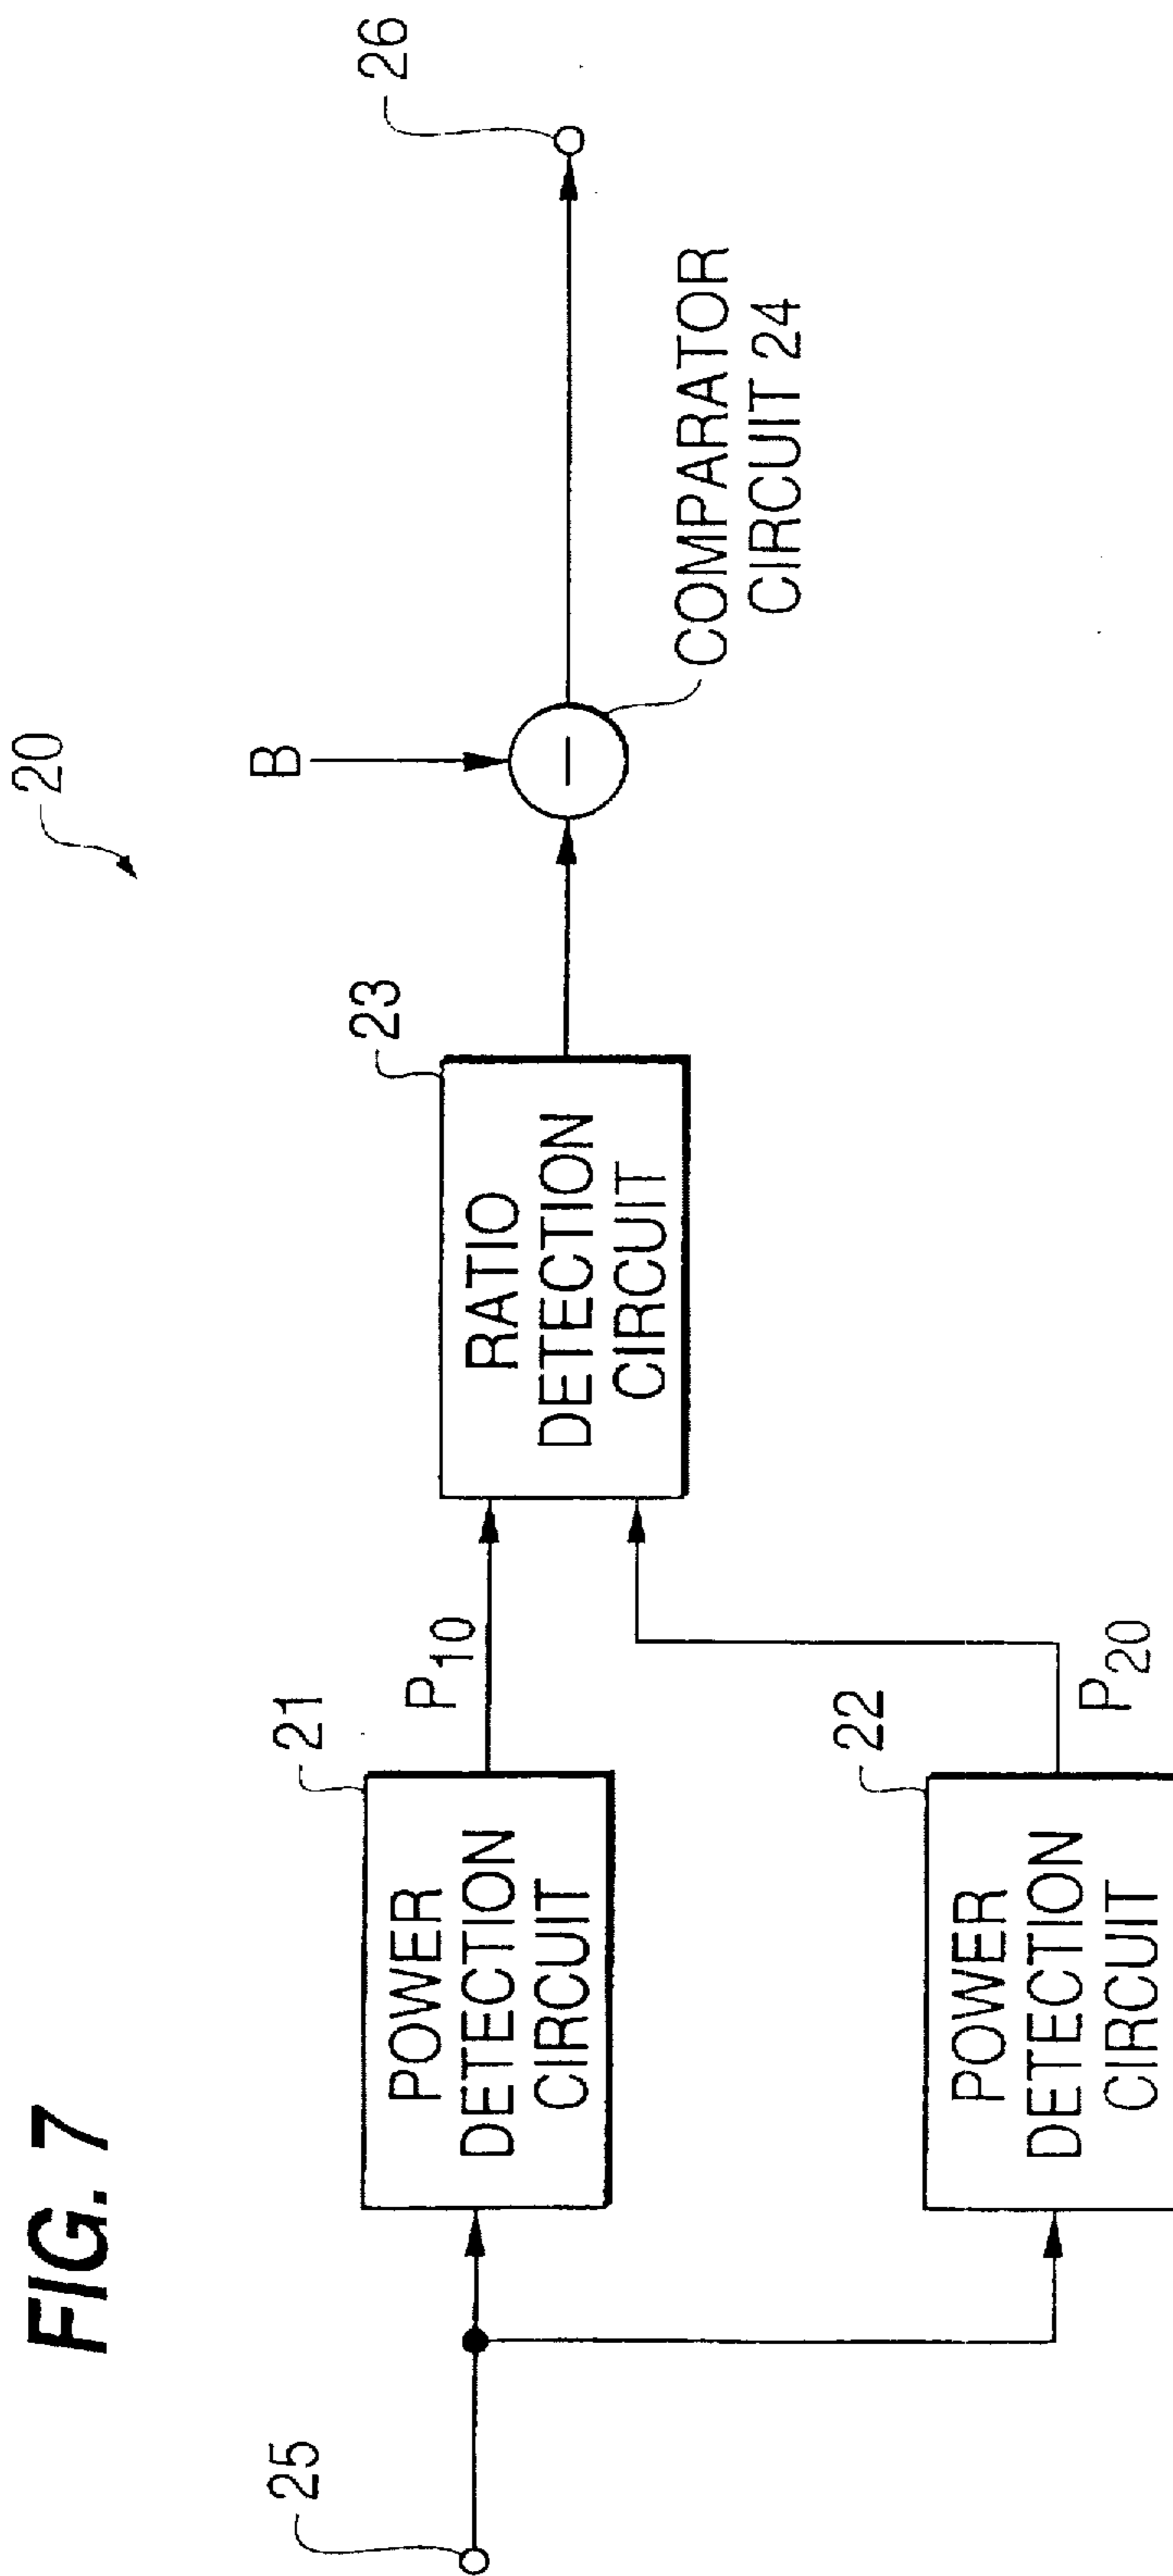 FIG. 7
20
25
21
POWER
DETECTION
CIRCUIT
P10
22
POWER
DETECTION
CIRCUIT
P20
23
RATIO
DETECTION
CIRCUIT
B
COMPARATOR
CIRCUIT 24
26